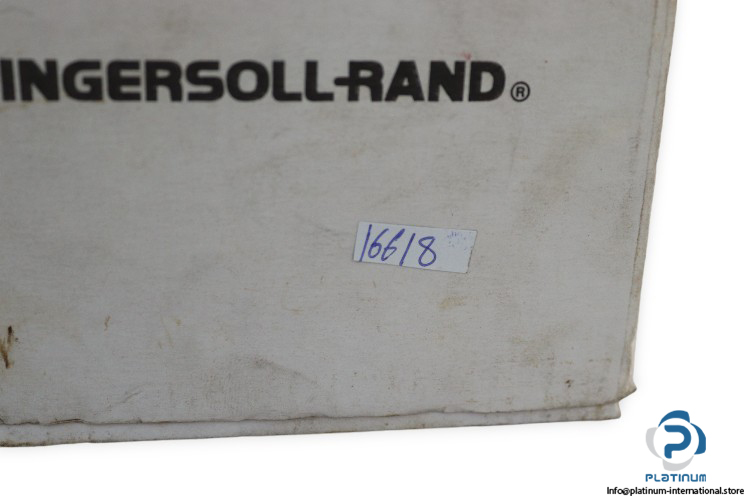 INGERSOLL-RAND®
16618
PLATINUM
Info@platinum-international.store